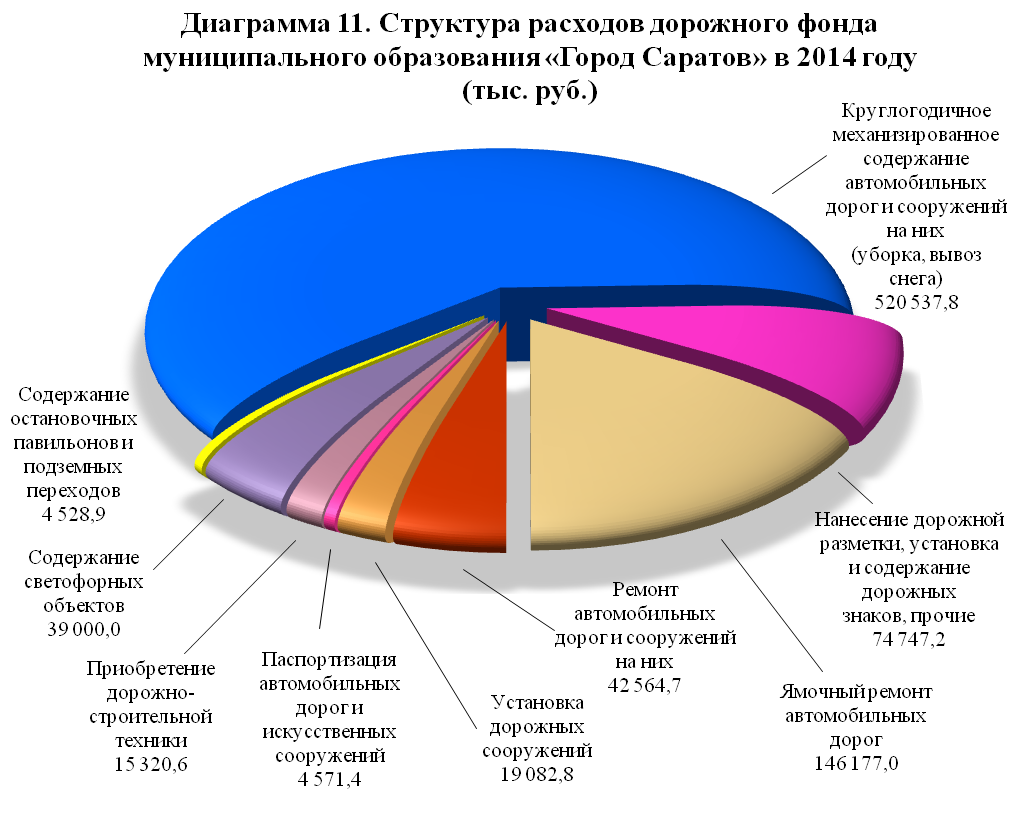 Диаграмма 11. Структура расходов дорожного фонда
муниципального образования «Город Саратов» в 2014 году
(тыс. руб.)
Круглогодичное
механизированное
содержание
автомобильных
дорог и сооружений
на них
(уборка, вывоз
снега)
520 537,8
Нанесение дорожной
разметки, установка
и содержание
дорожных
знаков, прочие
74 747,2
Ямочный ремонт
автомобильных
дорог
146 177,0
Ремонт
автомобильных
дорог и сооружений
на них
42 564,7
Установка
дорожных
сооружений
19 082,8
Паспортизация
автомобильных
дорог и
искусственных
сооружений
4 571,4
Приобретение
дорожно-
строительной
техники
15 320,6
Содержание
светофорных
объектов
39 000,0
Содержание
остановочных
павильонов и
подземных
переходов
4 528,9